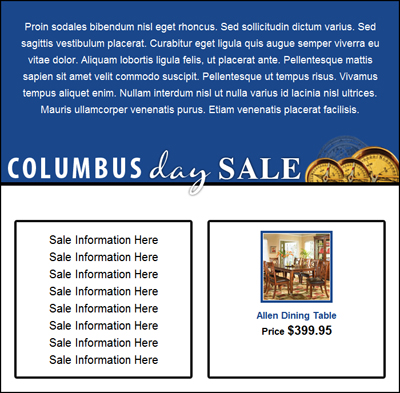 Proin sodales bibendum nisl eget rhoncus. Sed sollicitudin dictum varius. Sed
sagittis vestibulum placerat. Curabitur eget ligula quis augue semper viverra eu
vitae dolor. Aliquam lobortis ligula felis, ut placerat ante. Pellentesque mattis
sapien sit amet velit commodo suscipit. Pellentesque ut tempus risus. Vivamus
tempus aliquet enim. Nullam interdum nisl ut nulla varius id lacinia nisl ultrices.
Mauris ullamcorper venenatis purus. Etiam venenatis placerat facilisis.
COLUMBUS day SALE
Sale Information Here
Sale Information Here
Sale Information Here
Sale Information Here
Sale Information Here
Sale Information Here
Sale Information Here
Sale Information Here
Allen Dining Table
Price $399.95